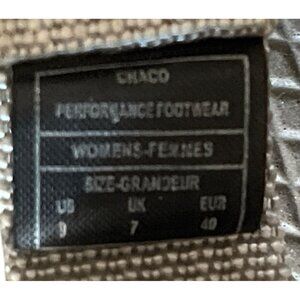 CHACO
PERFORMANCE FOOTWEAR
WOMENS-FEMMES
SIZE-GRANDEUR
US UK EUR
9 7 40